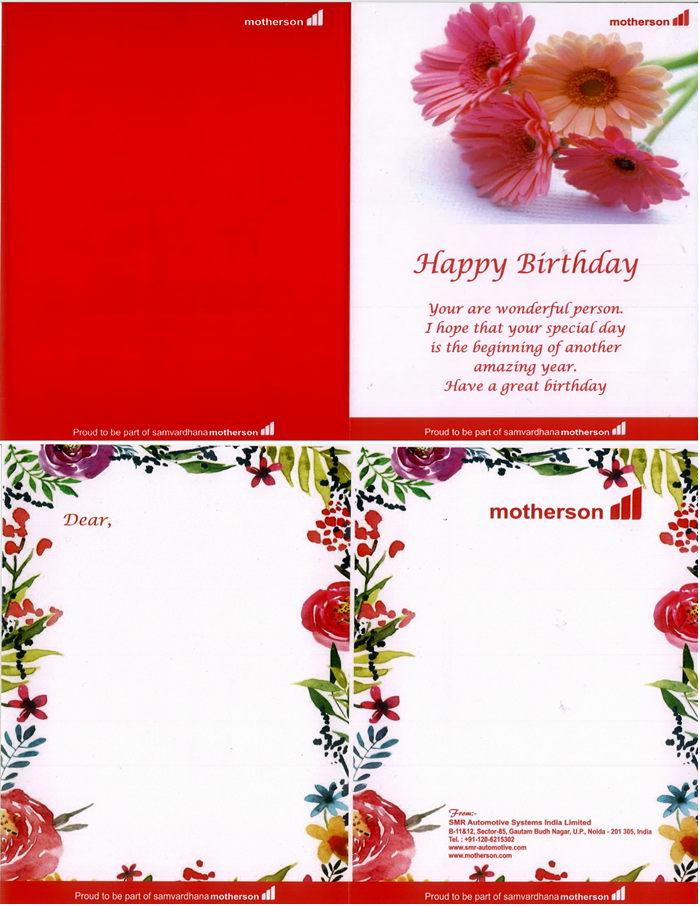 motherson
Proud to be part of samvardhana motherson
motherson
Happy Birthday
Your are wonderful person.
I hope that your special day
is the beginning of another
amazing year.
Have a great birthday
Proud to be part of samvardhana motherson
Dear,
Proud to be part of samvardhana motherson
motherson
From:-
SMR Automotive Systems India Limited
B-11&12, Sector-85, Gautam Budh Nagar, U.P., Noida - 201 305, India
Tel. : +91-120-6215302
www.smr-automotive.com
www.motherson.com
Proud to be part of samvardhana motherson